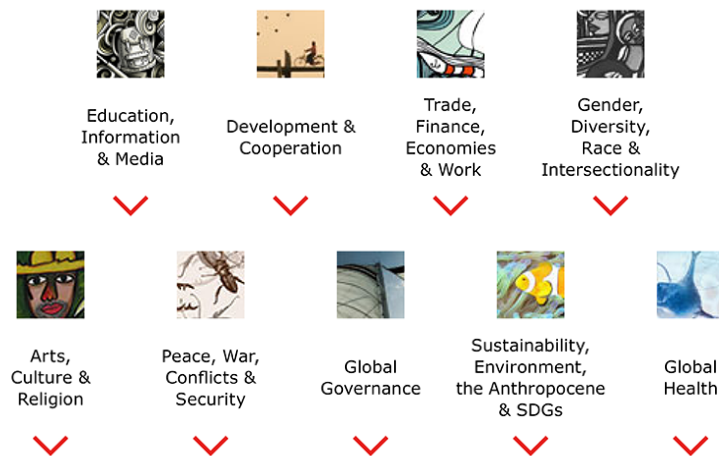 Education,
Information
& Media
Development &
Cooperation
Trade,
Finance,
Economies
& Work
Gender,
Diversity,
Race &
Intersectionality
Arts,
Culture &
Religion
Peace, War,
Conflicts &
Security
Global
Governance
Sustainability,
Environment,
the Anthropocene
& SDGs
Global
Health